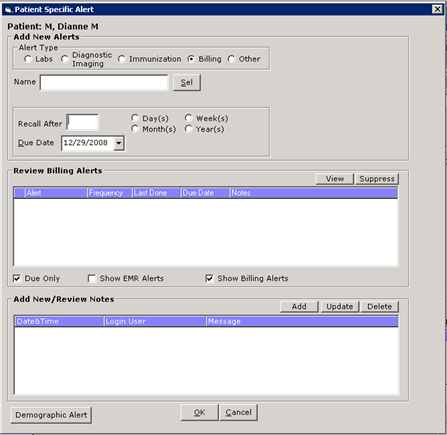 Patient Specific Alert
Patient: M, Dianne M
Add New Alerts
Alert Type
Labs Diagnostic Imaging Immunization Billing Other
Name Sel
Recall After Day(s) Week(s)
Month(s) Year(s)
Due Date 12/29/2008
Review Billing Alerts
View Suppress
Alert Frequency Last Done Due Date Notes
Due Only Show EMR Alerts Show Billing Alerts
Add New/Review Notes
Add Update Delete
Date&Time Login User Message
Demographic Alert OK Cancel